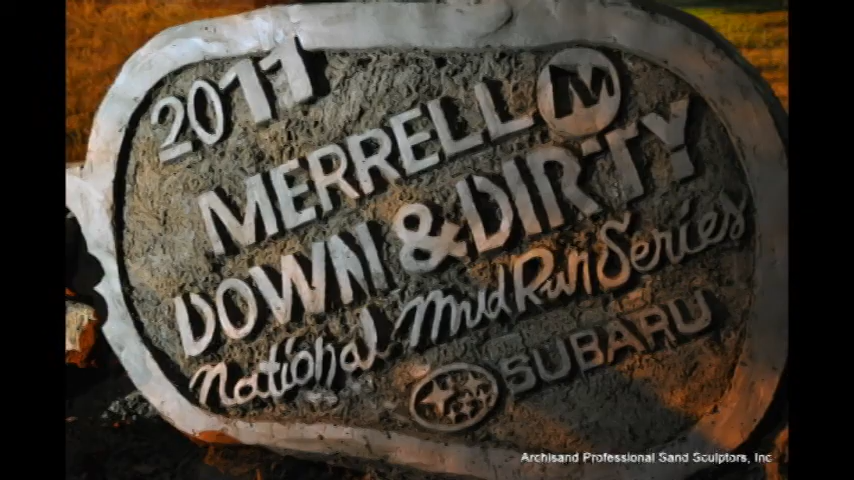 2011
MERRELL M
DOWN & DIRTY
National Mud Run Series
SUBARU
Archisand Professional Sand Sculptors, Inc